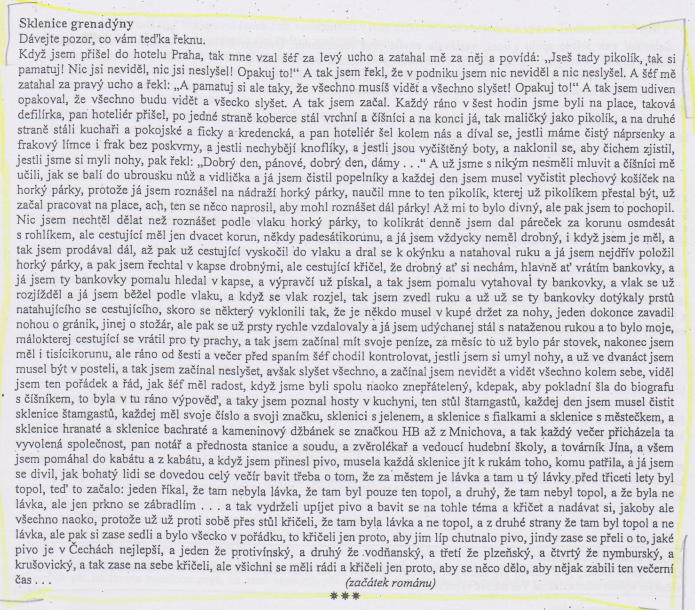 Sklenice grenadýny
Dávejte pozor, co vám teďka řeknu.
Když jsem přišel do hotelu Praha, tak mne vzal šéf za levý ucho a zatahal mě za něj a povídá: „Jseš tady pikolík, tak si
pamatuj! Nic jsi neviděl, nic jsi neslyšel! Opakuj to!“ A tak jsem řekl, že v podniku jsem nic neviděl a nic neslyšel. A šéf mě
zatahal za pravý ucho a řekl: „A pamatuj si ale taky, že všechno musíš vidět a všechno slyšet! Opakuj to!“ A tak jsem udiven
opakoval, že všechno budu vidět a všecko slyšet. A tak jsem začal. Každý ráno v šest hodin jsme byli na place, taková
defilírka, pan hoteliér přišel, po jedné straně koberce stál vrchní a číšníci a na konci já, tak maličký jako pikolík, a na druhé
straně stáli kuchaři a pokojské a ficky a kredencká, a pan hoteliér šel kolem nás a díval se, jestli máme čistý náprsenky a
frakový límce i frak bez poskvrny, a jestli nechybějí knoflíky, a jestli jsou vyčištěný boty, a naklonil se, aby čichem zjistil,
jestli jsme si myli nohy, pak řekl: „Dobrý den, pánové, dobrý den, dámy . . .“ A už jsme s nikým nesměli mluvit a číšníci mě
učili, jak se balí do ubrousku nůž a vidlička a já jsem čistil popelníky a každej den jsem musel vyčistit plechový košíček na
horký párky, protože já jsem roznášel na nádraží horký párky, naučil mne to ten pikolík, kterej už pikolíkem přestal být, už
začal pracovat na place, ach, ten se něco naprosil, aby mohl roznášet dál párky! Až mi to bylo divný, ale pak jsem to pochopil.
Nic jsem nechtěl dělat než roznášet podle vlaku horký párky, to kolikrát denně jsem dal páreček za korunu osmdesát
s rohlíkem, ale cestující měl jen dvacet korun, někdy padesátikorunu, a já jsem vždycky neměl drobný, i když jsem je měl, a
tak jsem prodával dál, až pak už cestující vyskočil do vlaku a dral se k okýnku a natahoval ruku a já jsem nejdřív položil
horký párky, a pak jsem řechtal v kapse drobnými, ale cestující křičel, že drobný ať si nechám, hlavně ať vrátím bankovky, a
já jsem ty bankovky pomalu hledal v kapse, a výpravčí už pískal, a tak jsem pomalu vytahoval ty bankovky, a vlak se už
rozjížděl a já jsem běžel podle vlaku, a když se vlak rozjel, tak jsem zvedl ruku a už už se ty bankovky dotýkaly prstů
natahujícího se cestujícího, skoro se některý vyklonili tak, že je někdo musel v kupé držet za nohy, jeden dokonce zavadil
nohou o gráník, jinej o stožár, ale pak se už prsty rychle vzdalovaly a já jsem udýchanej stál s nataženou rukou a to bylo moje,
málokterej cestující se vrátil pro ty prachy, a tak jsem začínal mít svoje peníze, za měsíc to už bylo pár stovek, nakonec jsem
měl i tisícikorunu, ale ráno od šesti a večer před spaním šéf chodil kontrolovat, jestli jsem si umyl nohy, a už ve dvanáct jsem
musel být v posteli, a tak jsem začínal neslyšet, avšak slyšet všechno, a začínal jsem nevidět a vidět všechno kolem sebe, viděl
jsem ten pořádek a řád, jak šéf měl radost, když jsme byli spolu naoko znepřátelený, kdepak, aby pokladní šla do biografu
s číšníkem, to byla v tu ráno výpověď, a taky jsem poznal hosty v kuchyni, ten stůl štamgastů, každej den jsem musel čistit
sklenice štamgastů, každej měl svoje číslo a svoji značku, sklenici s jelenem, a sklenice s fialkami a sklenice s městečkem, a
sklenice hranaté a sklenice bachraté a kameninový džbánek se značkou HB až z Mnichova, a tak každý večer přicházela ta
vyvolená společnost, pan notář a přednosta stanice a soudu, a zvěrolékař a vedoucí hudební školy, a továrník Jína, a všem
jsem pomáhal do kabátu a z kabátu, a když jsem přinesl pivo, musela každá sklenice jít k rukám toho, komu patřila, a já jsem
se divil, jak bohatý lidi se dovedou celý večír bavit třeba o tom, že za městem je lávka a tam u tý lávky před třiceti lety byl
topol, teď to začalo: jeden říkal, že tam nebyla lávka, že tam byl pouze ten topol, a druhý, že tam nebyl topol, a že byla ne
lávka, ale jen prkno se zábradlím . . . a tak vydrželi upíjet pivo a bavit se na tohle téma a křičet a nadávat si, jakoby ale
všechno naoko, protože už už proti sobě přes stůl křičeli, že tam byla lávka a ne topol, a z druhé strany že tam byl topol a ne
lávka, ale pak si zase sedli a bylo všecko v pořádku, to křičeli jen proto, aby jim líp chutnalo pivo, jindy zase se přeli o to, jaké
pivo je v Čechách nejlepší, a jeden že protivínský, a druhý že vodňanský, a třetí že plzeňský, a čtvrtý že nymburský, a
krušovický, a tak zase na sebe křičeli, ale všichni se měli rádi a křičeli jen proto, aby se něco dělo, aby nějak zabili ten večerní
čas . . . (začátek románu)
✷✷✷